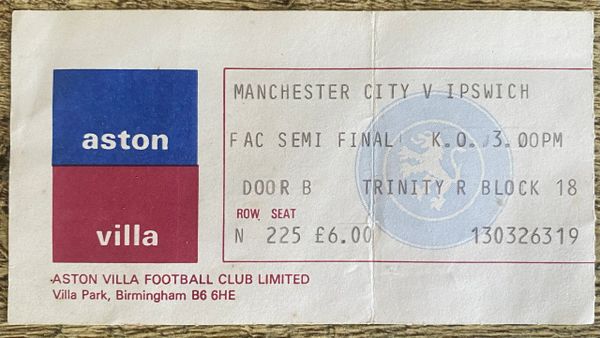 aston
villa
MANCHESTER CITY V IPSWICH
FAC SEMI FINAL K.O. 3.00PM
DOOR B TRINITY R BLOCK 18
ROW SEAT
N 225 £6.00 130326319
ASTON VILLA FOOTBALL CLUB LIMITED
Villa Park, Birmingham B6 6HE